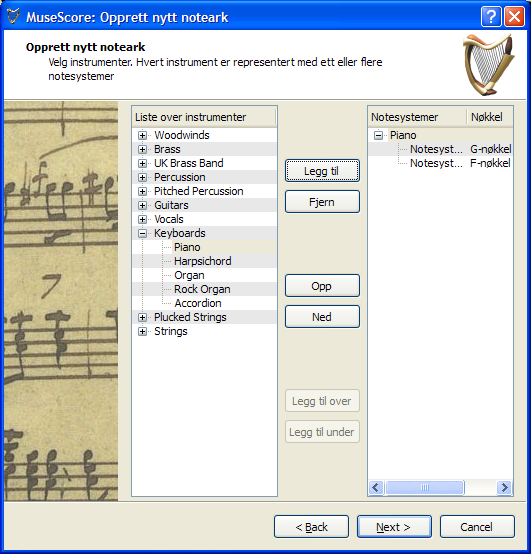 MuseScore: Opprett nytt noteark
Opprett nytt noteark
Velg instrumenter. Hvert instrument er representert med ett eller flere
notesystemer
Liste over instrumenter
Woodwinds
Brass
UK Brass Band
Percussion
Pitched Percussion
Guitars
Vocals
Keyboards
Piano
Harpsichord
Organ
Rock Organ
Accordion
Plucked Strings
Strings
Legg til
Fjern
Opp
Ned
Legg til over
Legg til under
Notesystemer Nøkkel
Piano
Notesyst... G-nøkkel
Notesyst... F-nøkkel
< Back
Next >
Cancel